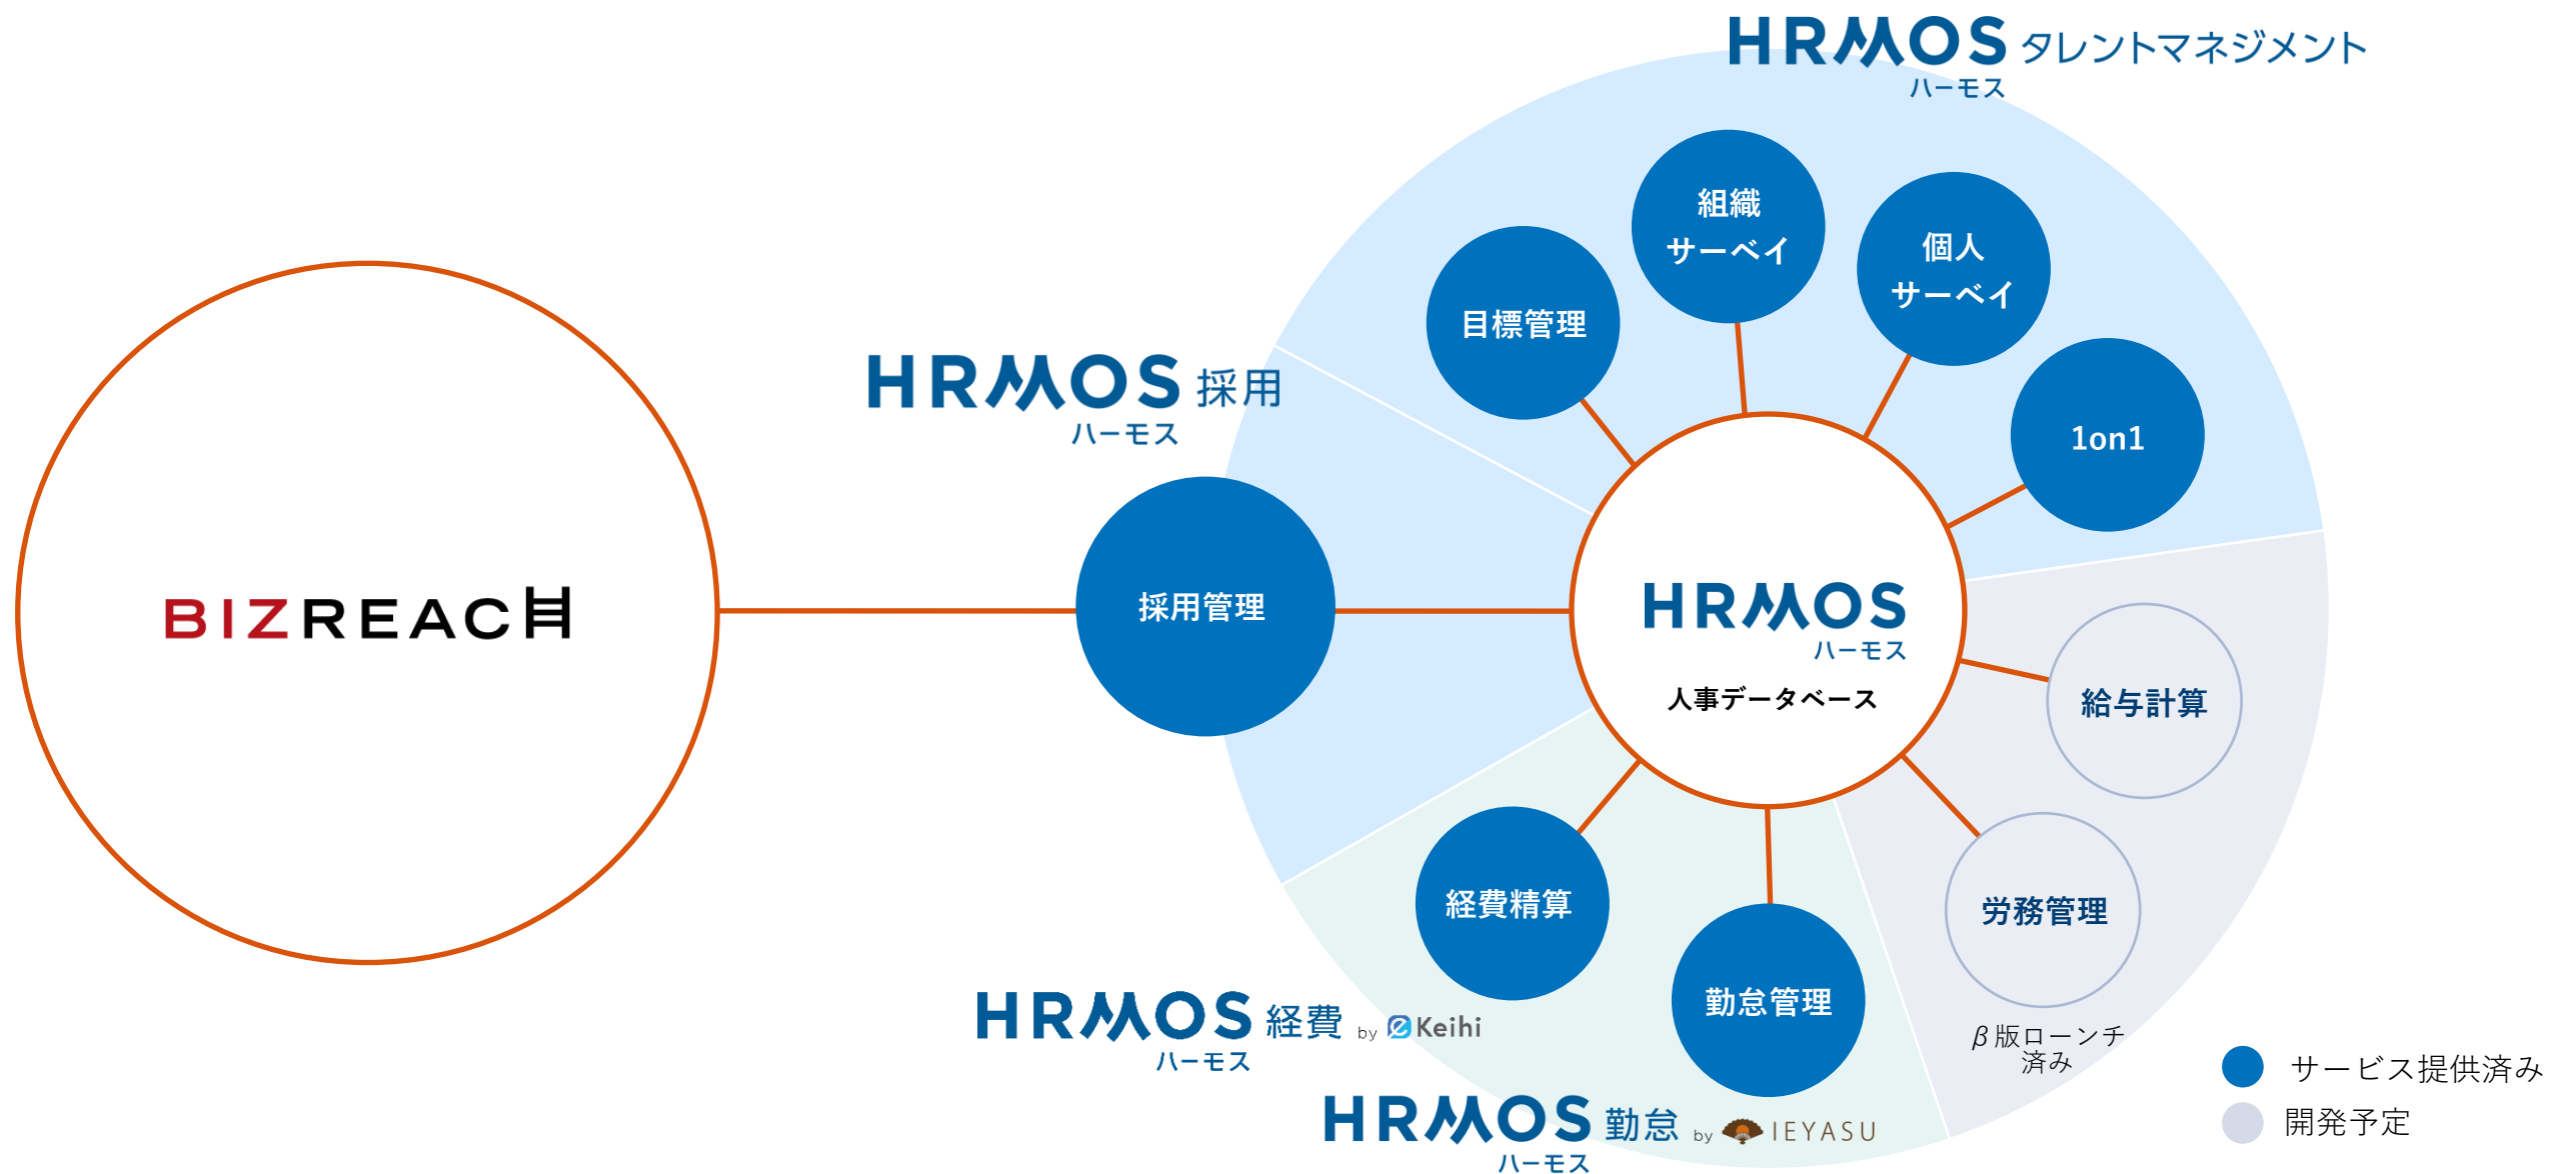 HRMOS タレントマネジメント
ハーモス
組織
サーベイ
個人
サーベイ
目標管理
1on1
HRMOS 採用
ハーモス
BIZREACH
採用管理
HRMOS
ハーモス
人事データベース
給与計算
労務管理
β版ローンチ
済み
経費精算
勤怠管理
HRMOS 経費 by eKeihi
ハーモス
HRMOS 勤怠 by IEYASU
ハーモス
サービス提供済み
開発予定